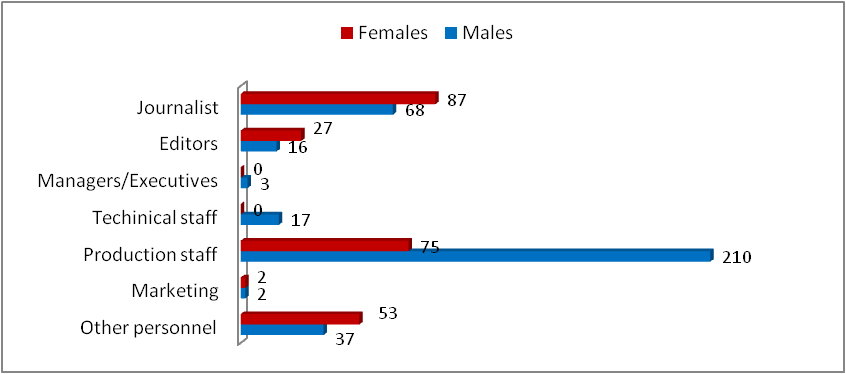 Females Males
Journalist 87
68
Editors 27
16
Managers/Executives 0
3
Techinical staff 0
17
Production staff 75
210
Marketing 2
2
Other personnel 53
37